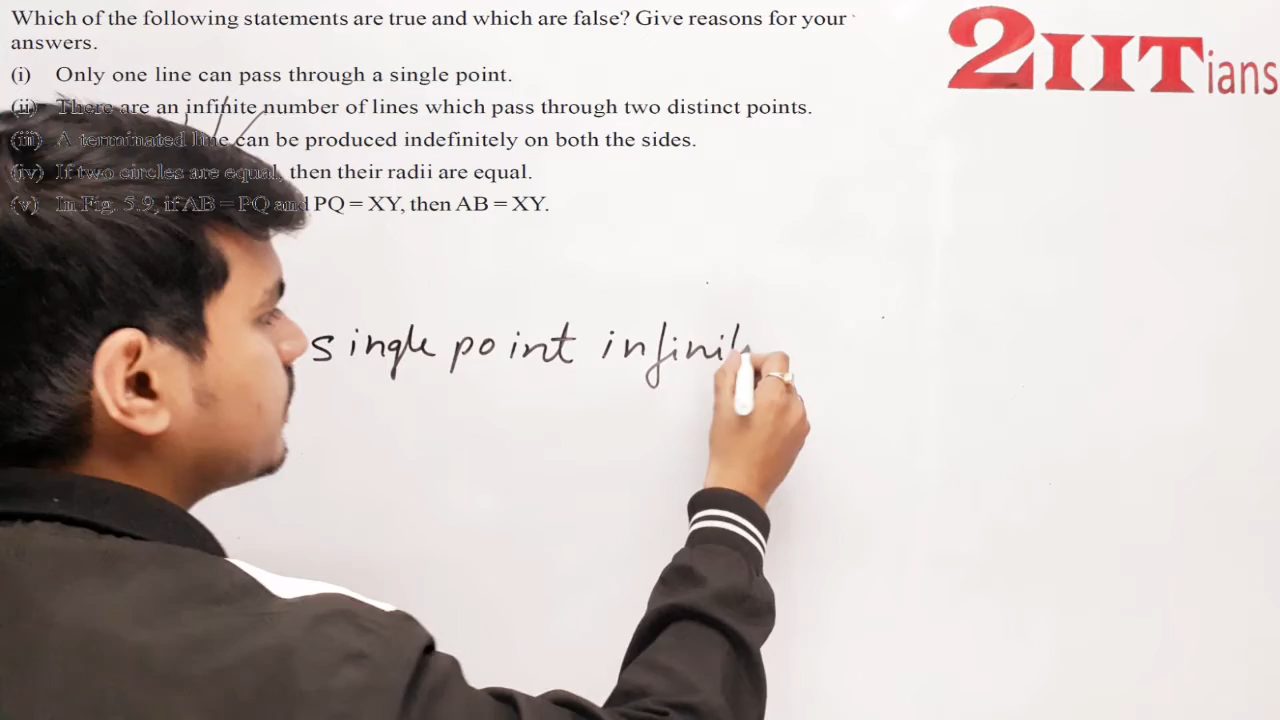 Which of the following statements are true and which are false? Give reasons for your
answers.
(i) Only one line can pass through a single point.
(ii) There are an infinite number of lines which pass through two distinct points.
(iii) A terminated line can be produced indefinitely on both the sides.
(iv) If two circles are equal, then their radii are equal.
(v) In Fig. 5.9, if AB = PQ and PQ = XY, then AB = XY.
2IITians
single point infinit